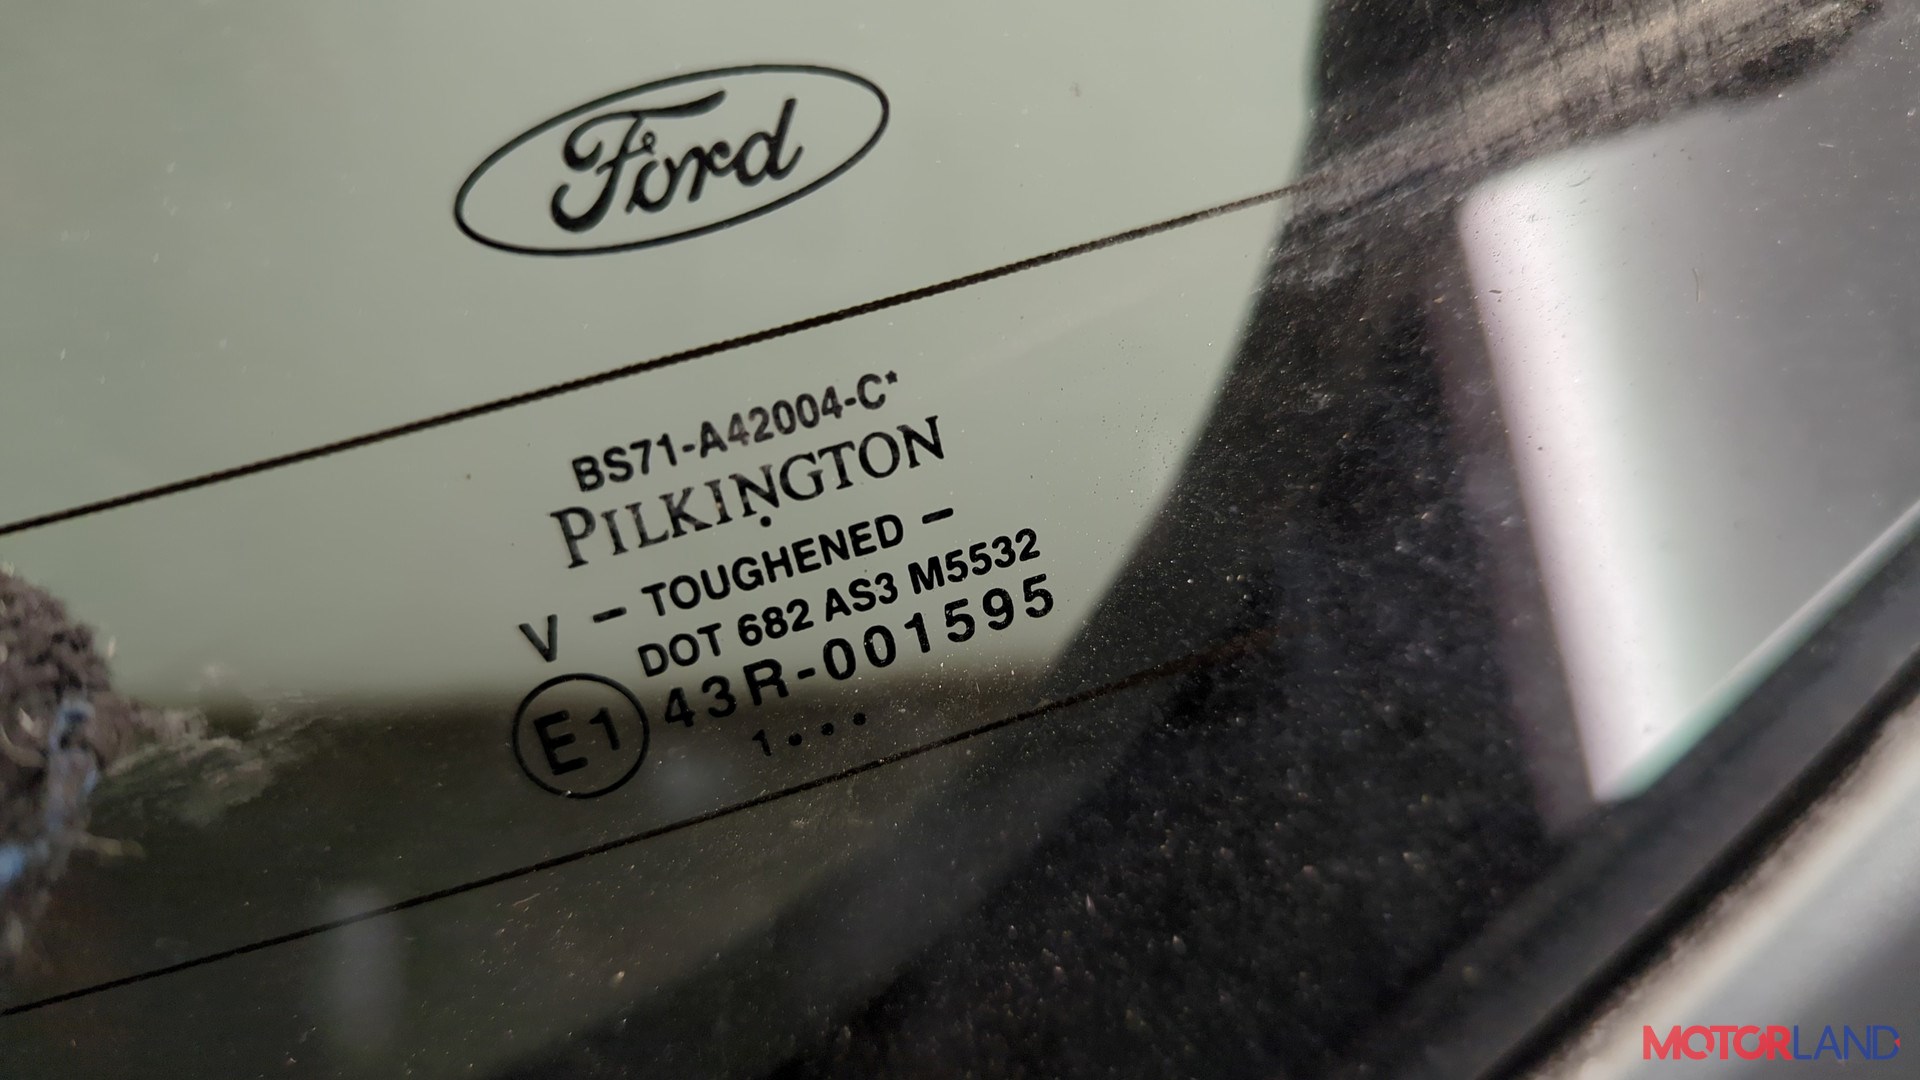 Ford
BS71-A42004-C*
PILKINGTON
V - TOUGHENED -
DOT 682 AS3 M5532
E1 43R-001595
1...
MOTORLAND